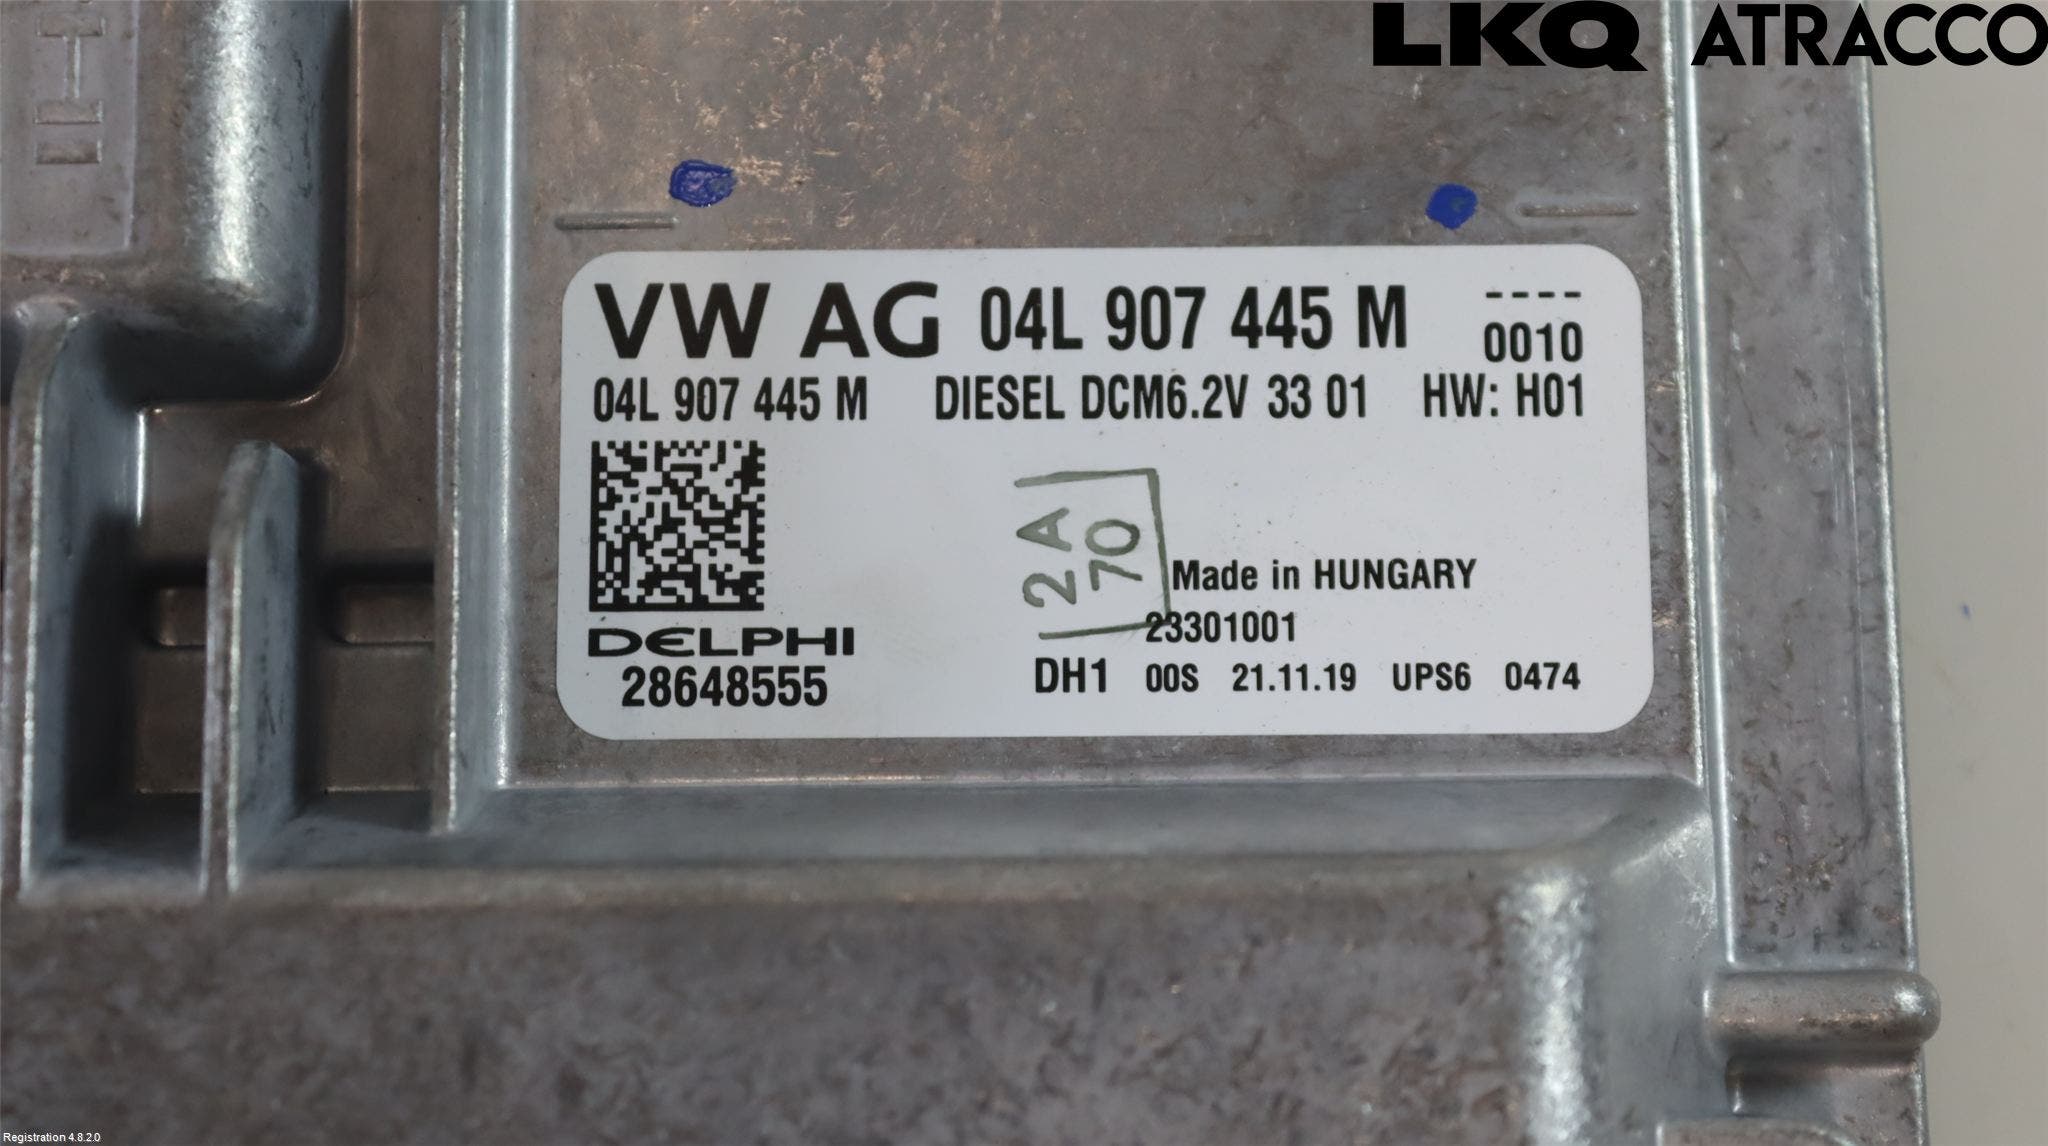 LKQ ATRACCO
VW AG 04L 907 445 M ----
0010
04L 907 445 M DIESEL DCM6.2V 33 01 HW: H01
2A
70
Made in HUNGARY
23301001
DELPHI
28648555
DH1 00S 21.11.19 UPS6 0474
Registration 4.8.2.0